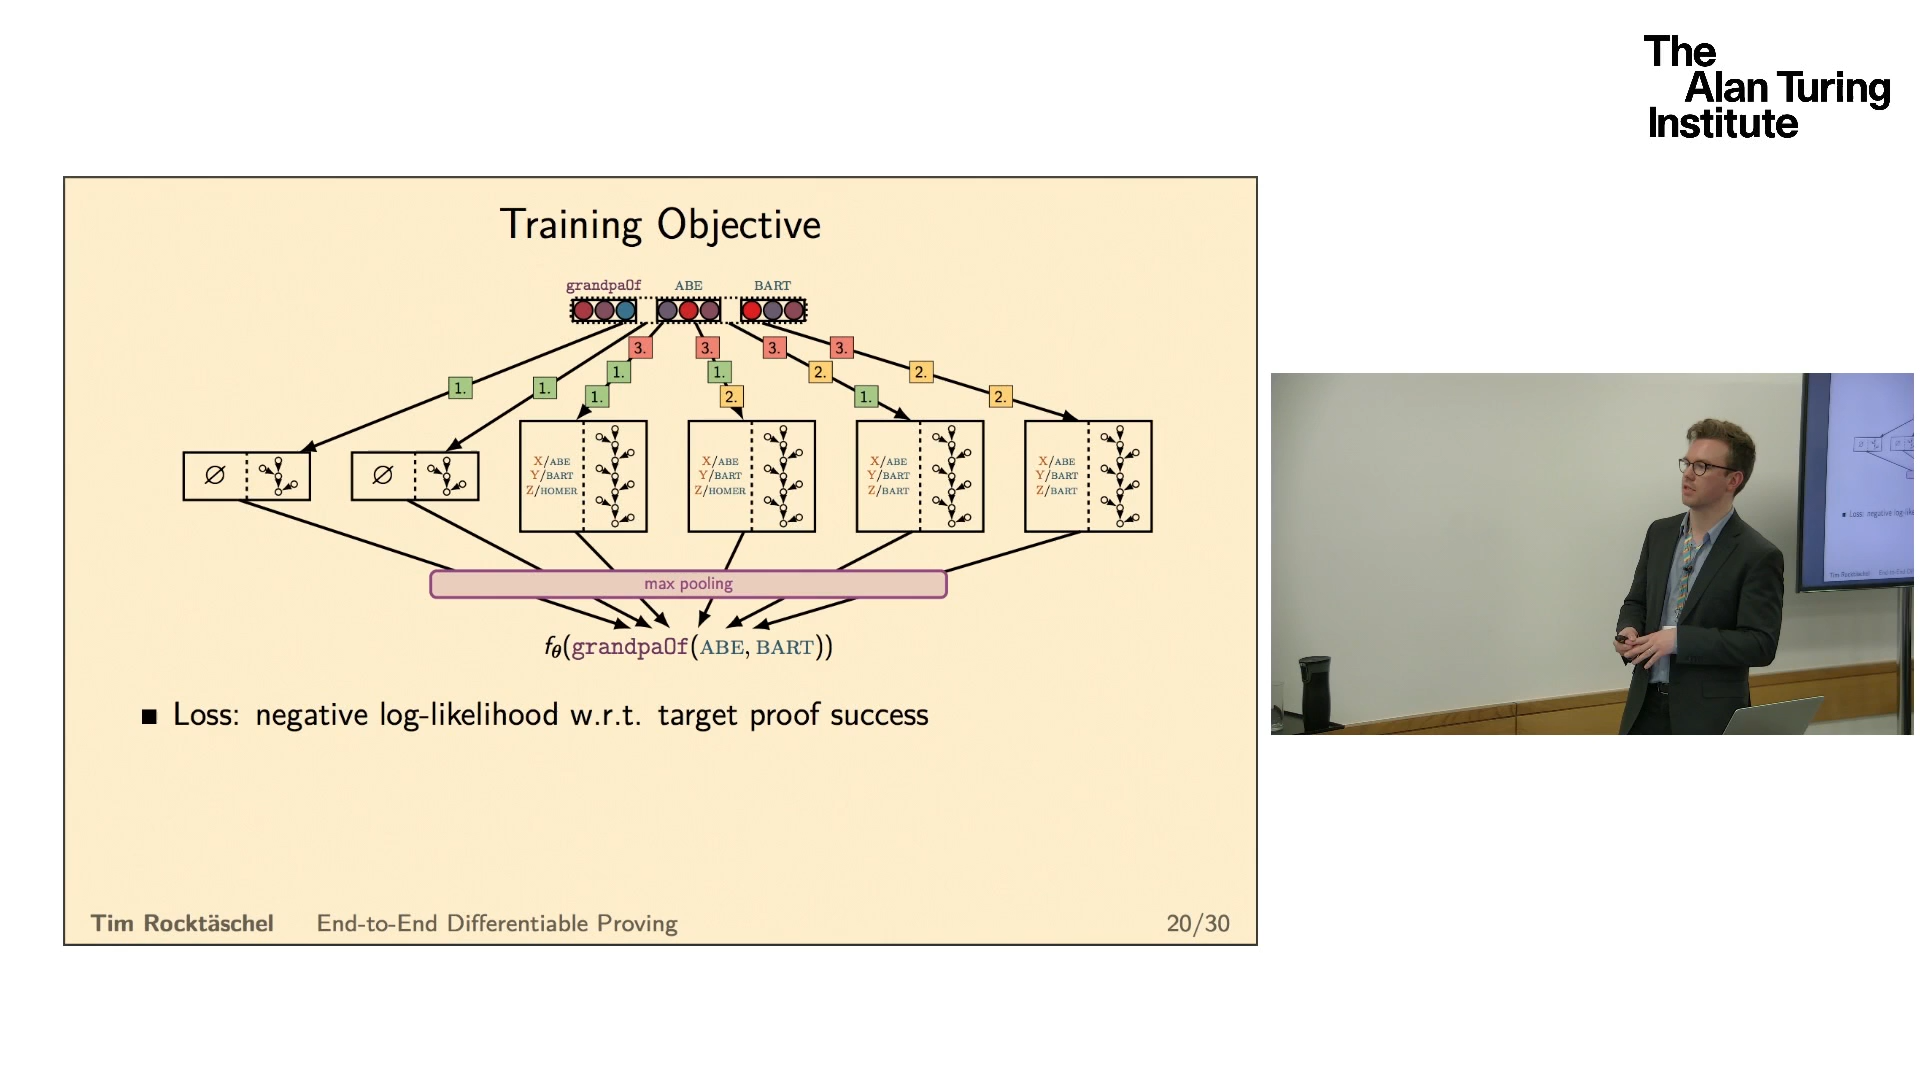 The
Alan Turing
Institute
Training Objective
grandpaOf ABE BART
3. 3. 3. 3.
1. 1. 2. 2.
1. 1. 1. 2. 1. 2.
X/ABE
Y/BART
Z/HOMER
X/ABE
Y/BART
Z/HOMER
X/ABE
Y/BART
Z/BART
X/ABE
Y/BART
Z/BART
∅ ∅
max pooling
fθ(grandpaOf(ABE, BART))
■ Loss: negative log-likelihood w.r.t. target proof success
Tim Rocktäschel End-to-End Differentiable Proving 20/30